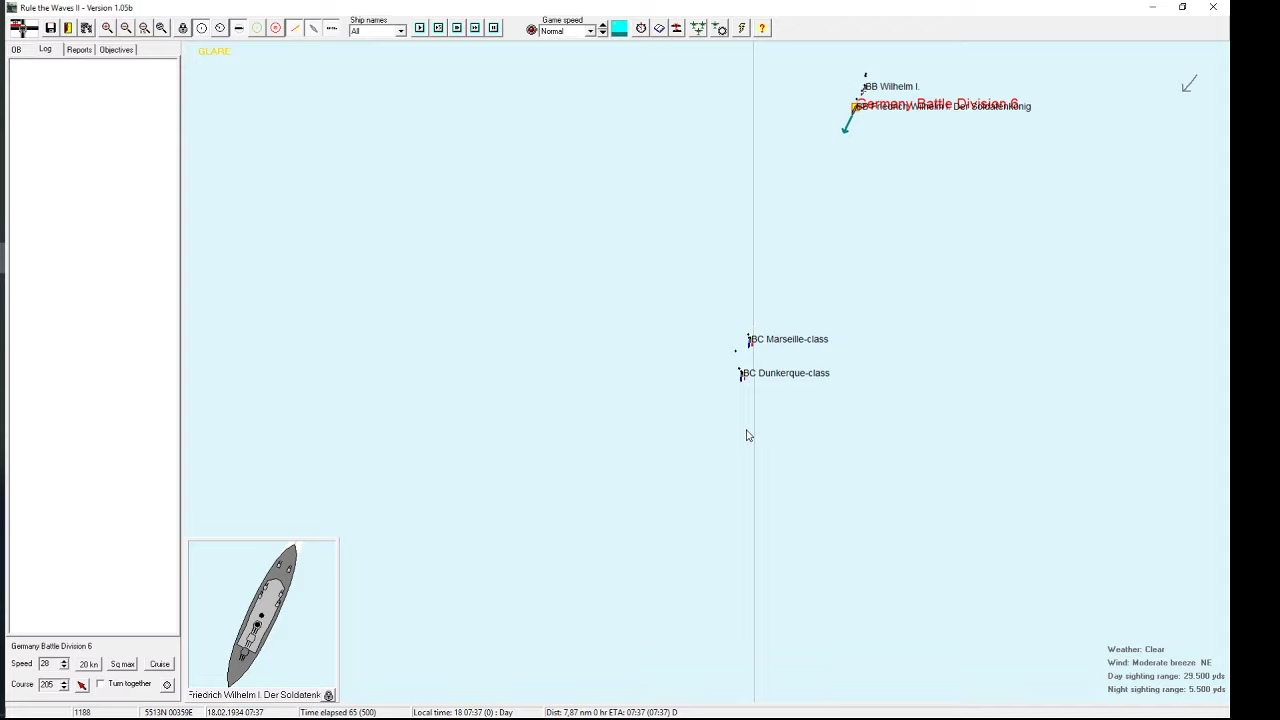 Rule the Waves II - Version 1.05b
Ship names
All
Game speed
Normal
OB Log Reports Objectives
GLARE
BB Wilhelm I.
Germany Battle Division 6
BB Friedrich Wilhelm I. Der Soldatenkönig
BC Marseille-class
BC Dunkerque-class
Germany Battle Division 6
Speed 28 20 kn Sq max Cruise
Course 205 Turn together
Friedrich Wilhelm I. Der Soldatenk
Weather: Clear
Wind: Moderate breeze NE
Day sighting range: 29.500 yds
Night sighting range: 5.500 yds
1188 5513N 00359E 18.02.1934 07:37 Time elapsed 65 (500) Local time: 18 07:37 (0) : Day Dist: 7,87 nm 0 hr ETA: 07:37 (07:37) D